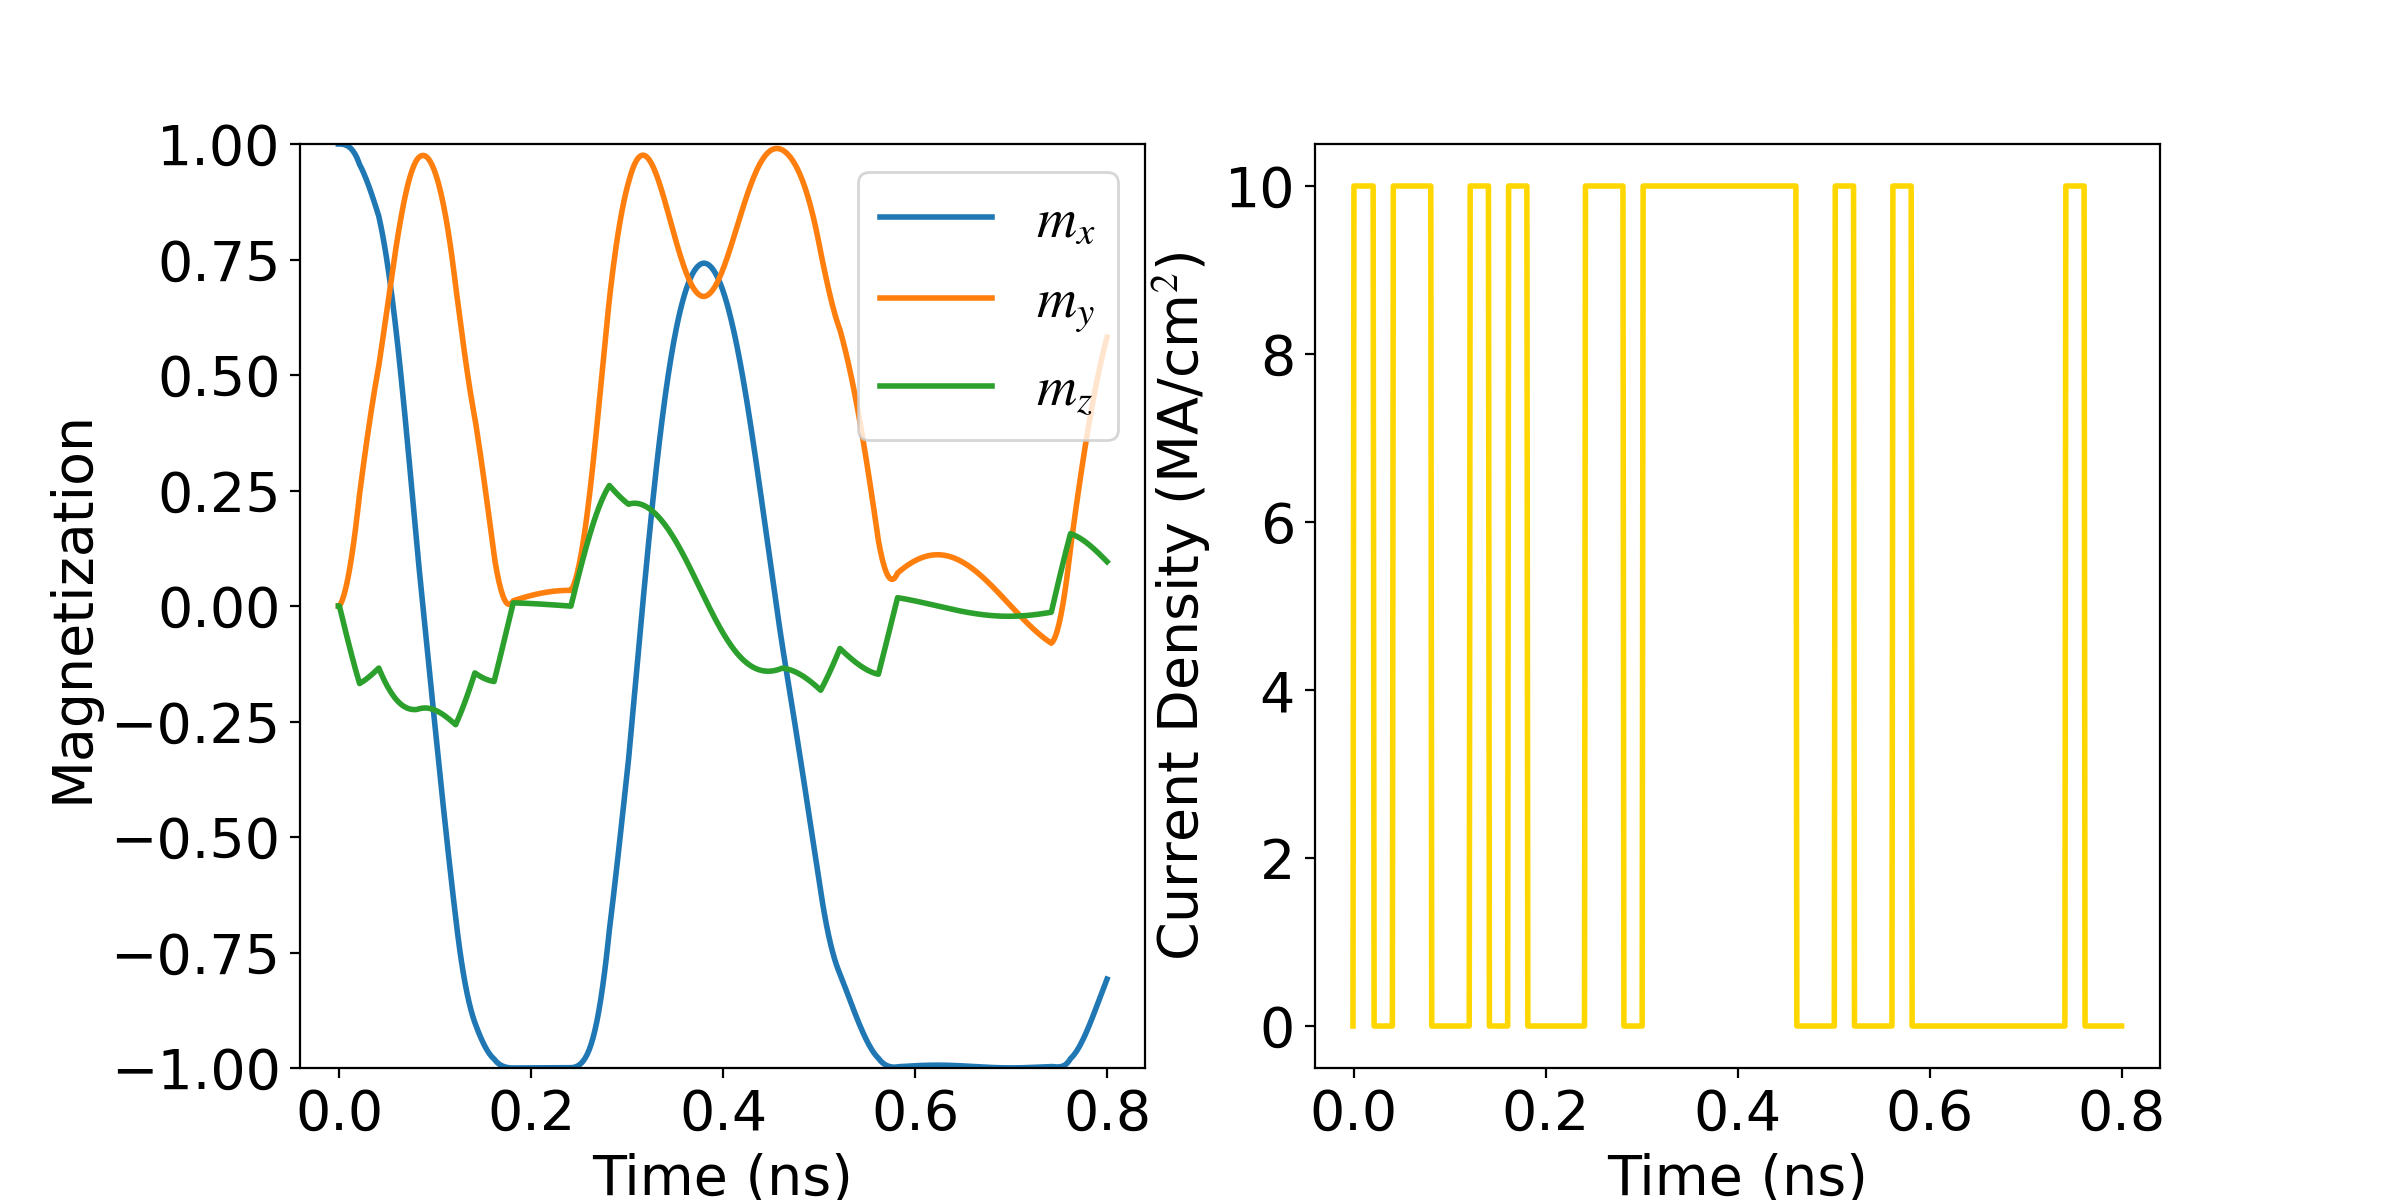 Magnetization
1.00
0.75
0.50
0.25
0.00
−0.25
−0.50
−0.75
−1.00
0.0 0.2 0.4 0.6 0.8
Time (ns)
m_x
m_y
m_z
Current Density (MA/cm²)
10
8
6
4
2
0
0.0 0.2 0.4 0.6 0.8
Time (ns)